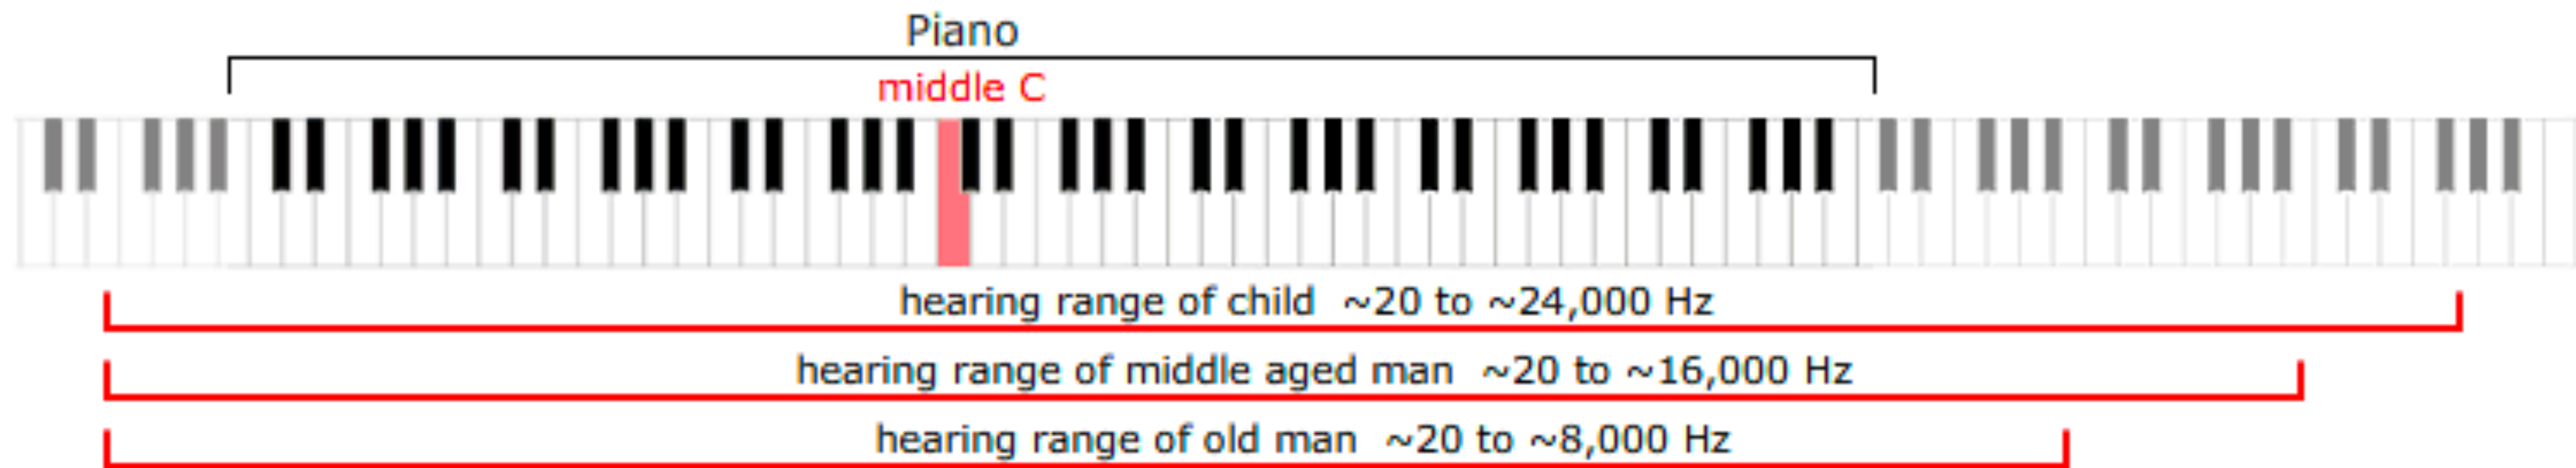 Piano
middle C
hearing range of child ~20 to ~24,000 Hz
hearing range of middle aged man ~20 to ~16,000 Hz
hearing range of old man ~20 to ~8,000 Hz